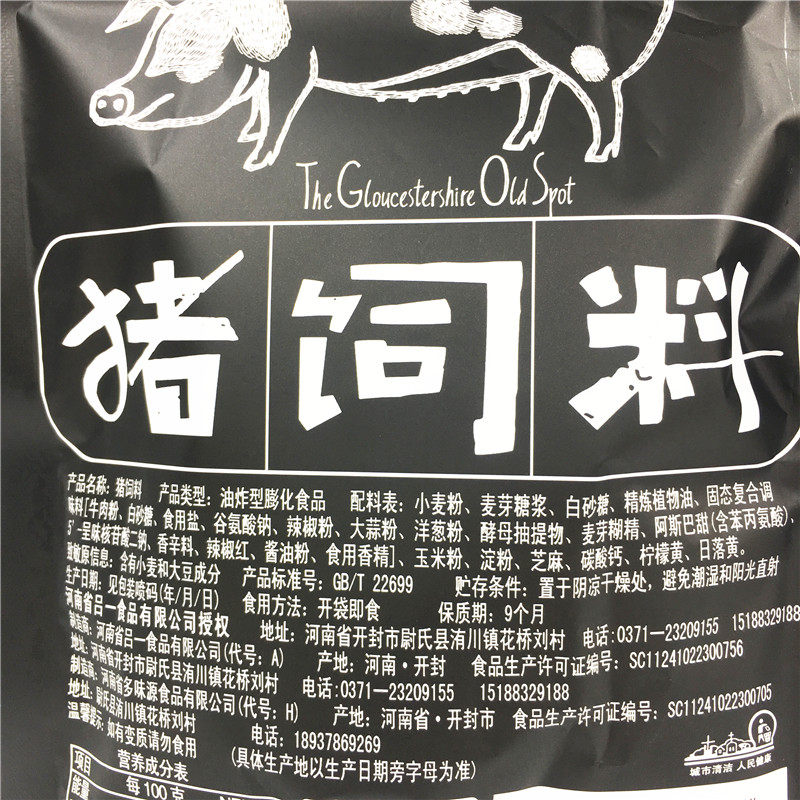 The Gloucestershire Old Spot
猪饲料
产品名称：猪饲料 产品类型：油炸型膨化食品 配料表：小麦粉、麦芽糖浆、白砂糖、精炼植物油、固态复合调
味料[牛肉粉、白砂糖、食用盐、谷氨酸钠、辣椒粉、大蒜粉、洋葱粉、酵母抽提物、麦芽糊精、阿斯巴甜(含苯丙氨酸)、
5'-呈味核苷酸二钠、香辛料、辣椒红、酱油粉、食用香精]、玉米粉、淀粉、芝麻、碳酸钙、柠檬黄、日落黄。
致敏原信息：含有小麦和大豆成分 产品标准号：GB/T 22699 贮存条件：置于阴凉干燥处，避免潮湿和阳光直射
生产日期：见包装喷码(年/月/日) 食用方法：开袋即食 保质期：9个月
河南省吕一食品有限公司授权 地址：河南省开封市尉氏县洧川镇花桥刘村 电话：0371—23209155 15188329188
制造商：河南省吕一食品有限公司(代号：A) 产地：河南·开封 食品生产许可证编号：SC11241022300756
地址：河南省开封市尉氏县洧川镇花桥刘村 电话：0371—23209155 15188329188
制造商：河南省多味源食品有限公司(代号：H) 产地：河南省·开封市 食品生产许可证编号：SC11241022300705
地址：尉氏县洧川镇花桥刘村 电话：18937869269
温馨提示：如有变质请勿食用 (具体生产地以生产日期旁字母为准)
城市清洁 人民健康
营养成分表
项目 每100克
能量